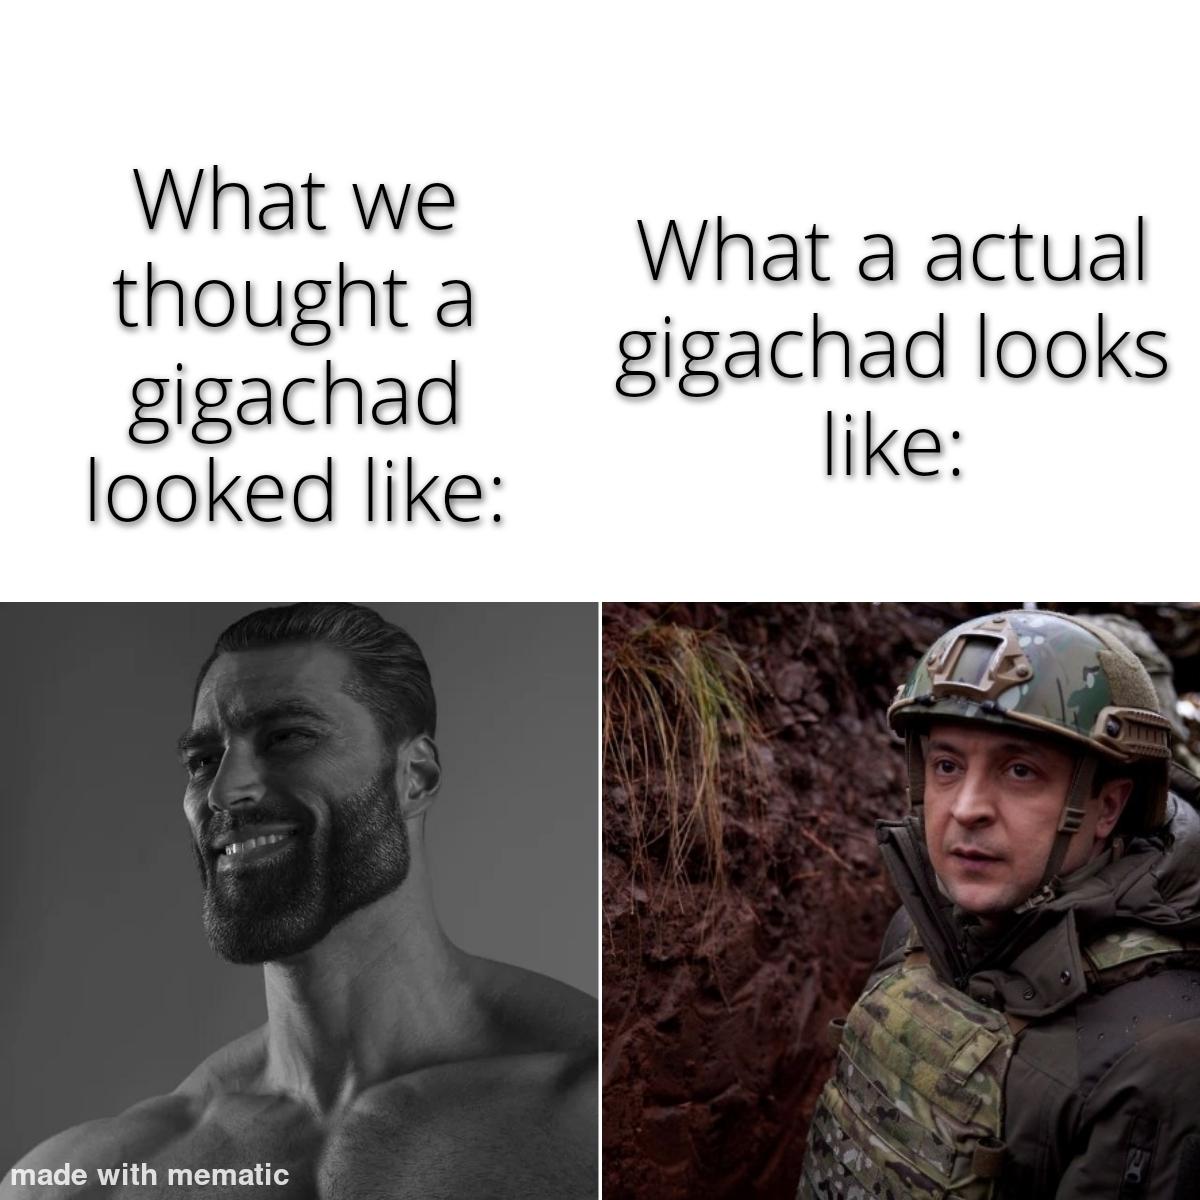 What we
thought a
gigachad
looked like:
What a actual
gigachad looks
like:
made with mematic